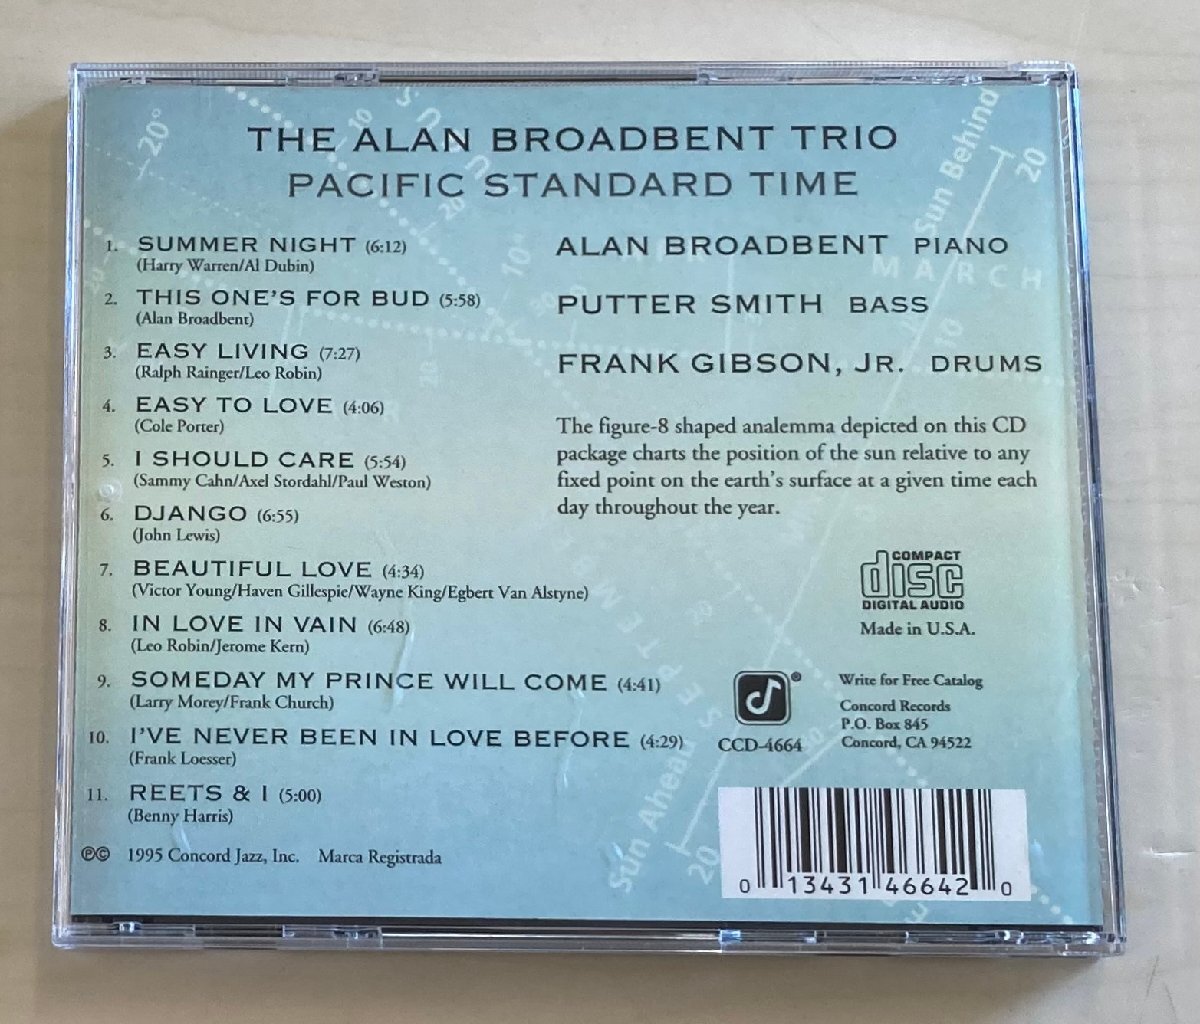 THE ALAN BROADBENT TRIO
PACIFIC STANDARD TIME
1. SUMMER NIGHT (6:12)
(Harry Warren/Al Dubin)
2. THIS ONE'S FOR BUD (5:58)
(Alan Broadbent)
3. EASY LIVING (7:27)
(Ralph Rainger/Leo Robin)
4. EASY TO LOVE (4:06)
(Cole Porter)
5. I SHOULD CARE (5:54)
(Sammy Cahn/Axel Stordahl/Paul Weston)
6. DJANGO (6:55)
(John Lewis)
7. BEAUTIFUL LOVE (4:34)
(Victor Young/Haven Gillespie/Wayne King/Egbert Van Alstyne)
8. IN LOVE IN VAIN (6:48)
(Leo Robin/Jerome Kern)
9. SOMEDAY MY PRINCE WILL COME (4:41)
(Larry Morey/Frank Church)
10. I'VE NEVER BEEN IN LOVE BEFORE (4:29)
(Frank Loesser)
11. REETS & I (5:00)
(Benny Harris)
℗© 1995 Concord Jazz, Inc. Marca Registrada
ALAN BROADBENT PIANO
PUTTER SMITH BASS
FRANK GIBSON, JR. DRUMS
The figure-8 shaped analemma depicted on this CD
package charts the position of the sun relative to any
fixed point on the earth's surface at a given time each
day throughout the year.
COMPACT
disc
DIGITAL AUDIO
Made in U.S.A.
®
CCD-4664
Write for Free Catalog
Concord Records
P.O. Box 845
Concord, CA 94522
0 13431 46642 0
20°
10
20
10°
20
Sun Behind
20
MARCH
10
Sun Ahead
20